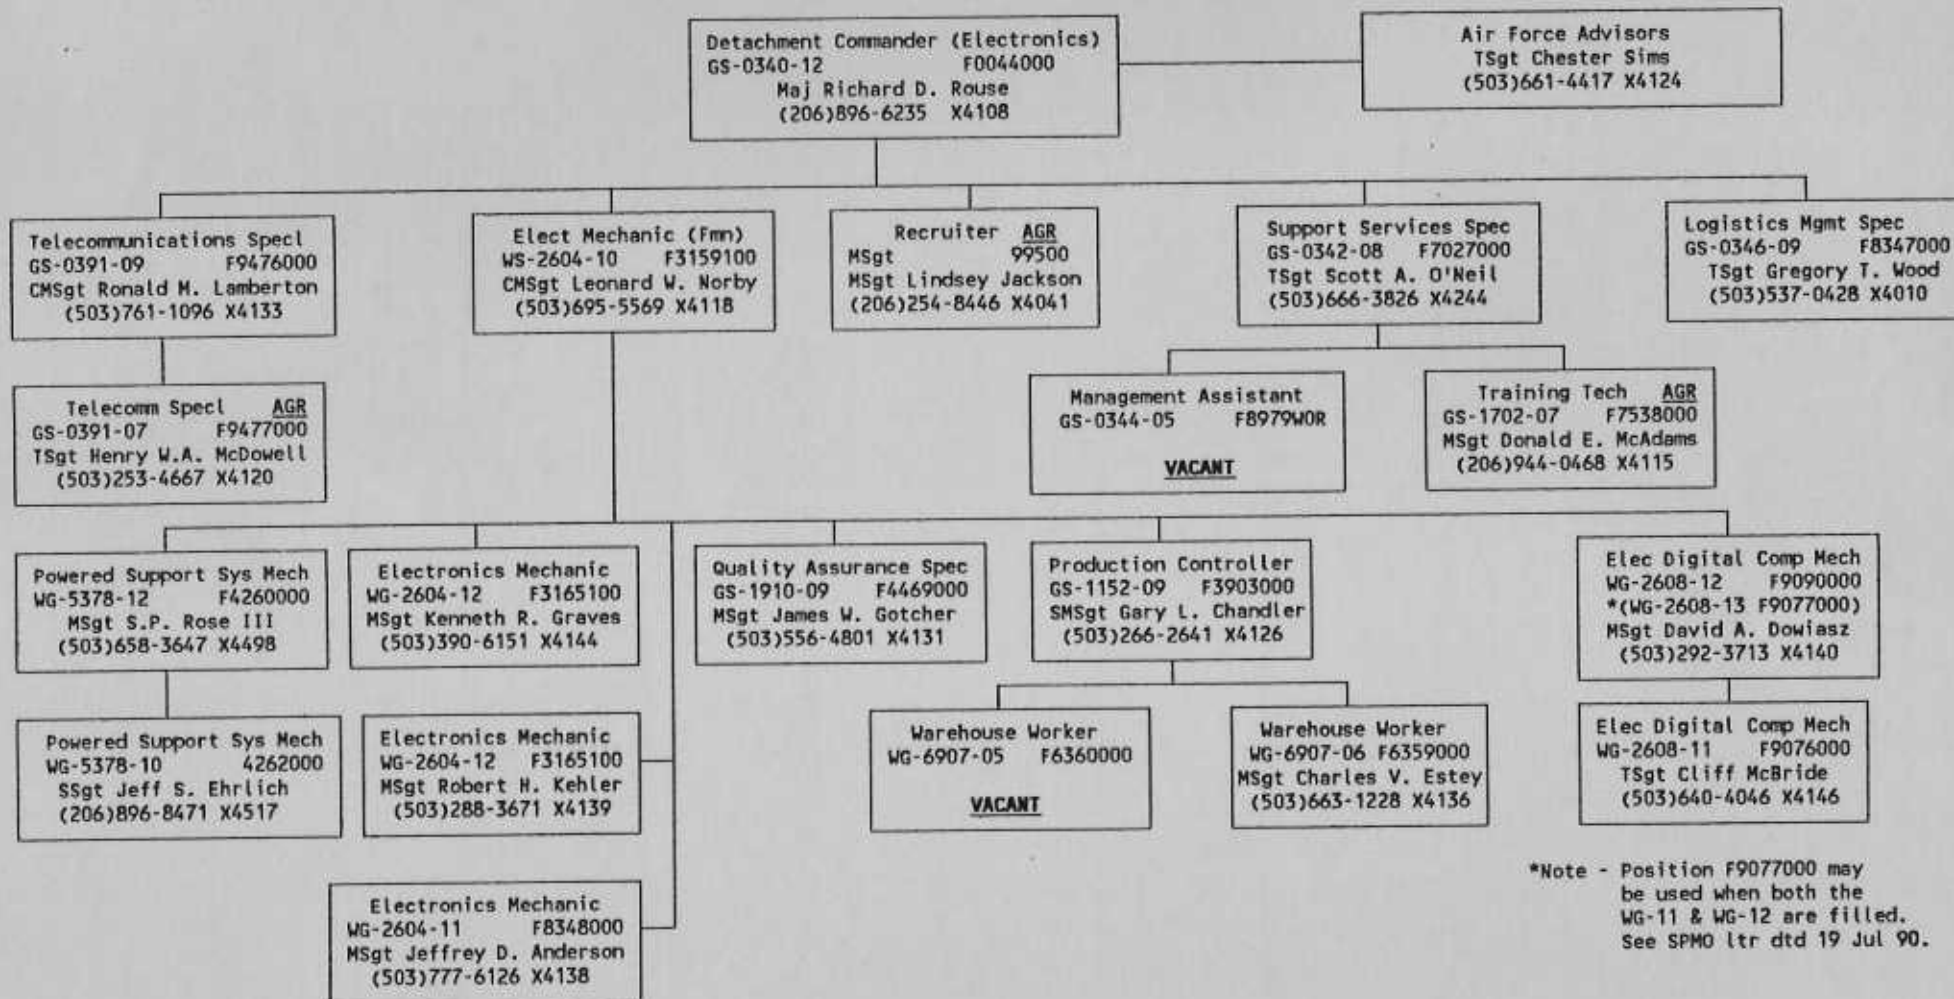 Detachment Commander (Electronics)
GS-0340-12 F0044000
Maj Richard D. Rouse
(206)896-6235 X4108
Air Force Advisors
TSgt Chester Sims
(503)661-4417 X4124
Telecommunications Specl
GS-0391-09 F9476000
CMSgt Ronald M. Lamberton
(503)761-1096 X4133
Elect Mechanic (Fmn)
WS-2604-10 F3159100
CMSgt Leonard W. Norby
(503)695-5569 X4118
Recruiter AGR
MSgt 99500
MSgt Lindsey Jackson
(206)254-8446 X4041
Support Services Spec
GS-0342-08 F7027000
TSgt Scott A. O'Neil
(503)666-3826 X4244
Logistics Mgmt Spec
GS-0346-09 F8347000
TSgt Gregory T. Wood
(503)537-0428 X4010
Telecomm Specl AGR
GS-0391-07 F9477000
TSgt Henry W.A. McDowell
(503)253-4667 X4120
Management Assistant
GS-0344-05 F8979WOR
VACANT
Training Tech AGR
GS-1702-07 F7538000
MSgt Donald E. McAdams
(206)944-0468 X4115
Powered Support Sys Mech
WG-5378-12 F4260000
MSgt S.P. Rose III
(503)658-3647 X4498
Electronics Mechanic
WG-2604-12 F3165100
MSgt Kenneth R. Graves
(503)390-6151 X4144
Quality Assurance Spec
GS-1910-09 F4469000
MSgt James W. Gotcher
(503)556-4801 X4131
Production Controller
GS-1152-09 F3903000
SMSgt Gary L. Chandler
(503)266-2641 X4126
Elec Digital Comp Mech
WG-2608-12 F9090000
*(WG-2608-13 F9077000)
MSgt David A. Dowiasz
(503)292-3713 X4140
Powered Support Sys Mech
WG-5378-10 4262000
SSgt Jeff S. Ehrlich
(206)896-8471 X4517
Electronics Mechanic
WG-2604-12 F3165100
MSgt Robert H. Kehler
(503)288-3671 X4139
Warehouse Worker
WG-6907-05 F6360000
VACANT
Warehouse Worker
WG-6907-06 F6359000
MSgt Charles V. Estey
(503)663-1228 X4136
Elec Digital Comp Mech
WG-2608-11 F9076000
TSgt Cliff McBride
(503)640-4046 X4146
Electronics Mechanic
WG-2604-11 F8348000
MSgt Jeffrey D. Anderson
(503)777-6126 X4138
*Note - Position F9077000 may
be used when both the
WG-11 & WG-12 are filled.
See SPMO ltr dtd 19 Jul 90.